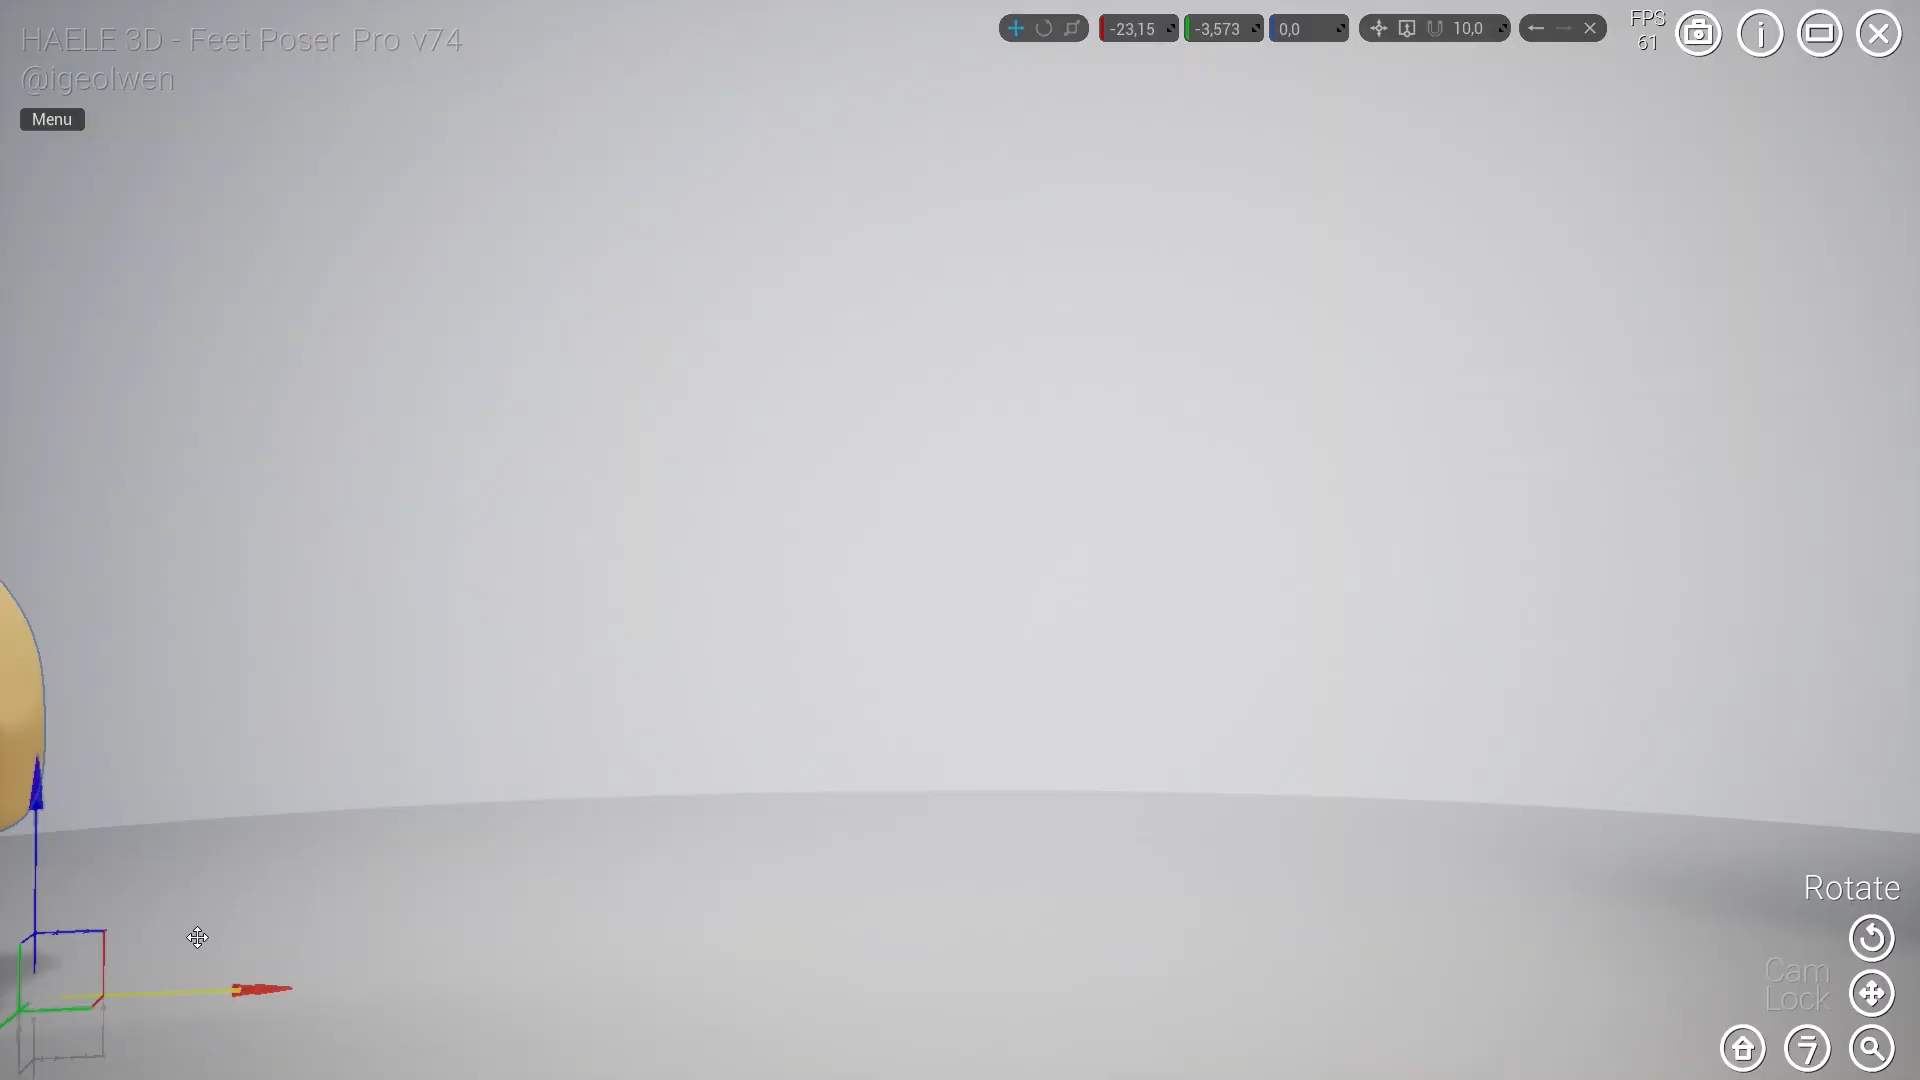 HAELE 3D - Feet Poser Pro v74
@igeolwen
Menu
-23,15
-3,573
0,0
10,0
FPS
61
Rotate
Cam
Lock